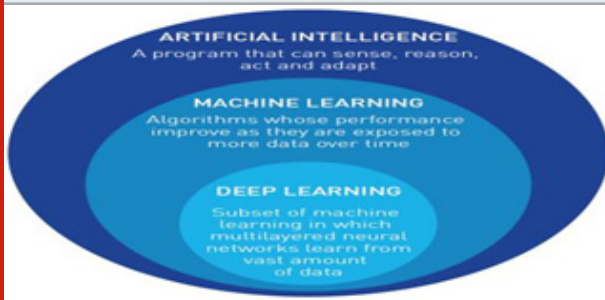 ARTIFICIAL INTELLIGENCE
A program that can sense, reason,
act and adapt
MACHINE LEARNING
Algorithms whose performance
improve as they are exposed to
more data over time
DEEP LEARNING
Subset of machine
learning in which
multilayered neural
networks learn from
vast amount
of data